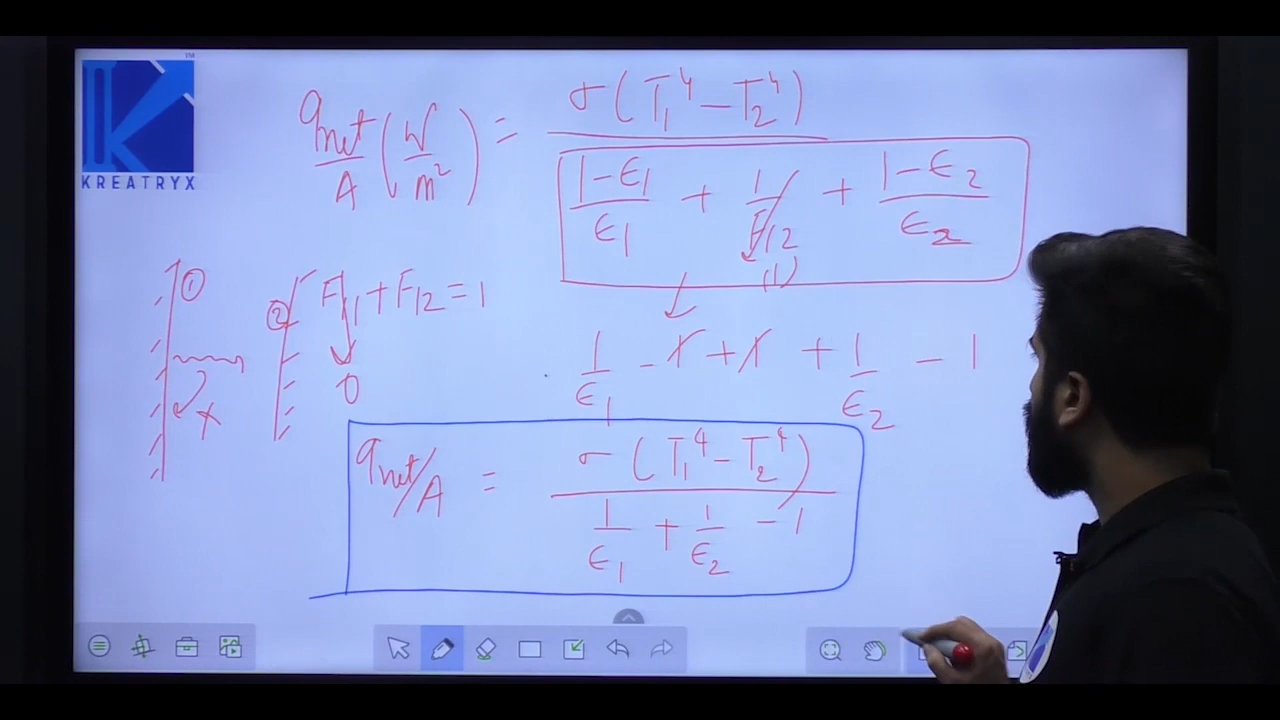 KREATRYX
TM
q_net/A (W/m²) = σ(T₁⁴ – T₂⁴) / [(1–ϵ₁)/ϵ₁ + 1/F₁₂ + (1–ϵ₂)/ϵ₂]
(1)
① ② F₁₁ + F₁₂ = 1
0
1/ϵ₁ – 1 + 1 + 1/ϵ₂ – 1
q_net/A = σ(T₁⁴ – T₂⁴) / (1/ϵ₁ + 1/ϵ₂ – 1)